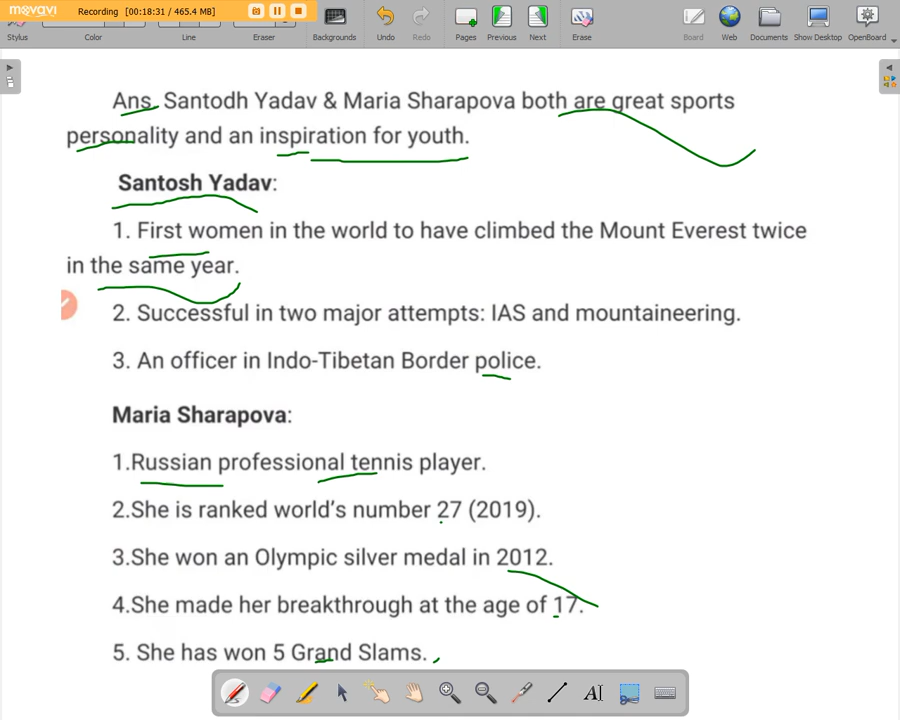 movavi Recording [00:18:31 / 465.4 MB]
Stylus Color Line Eraser Backgrounds Undo Redo Pages Previous Next Erase Board Web Documents Show Desktop OpenBoard
Ans. Santodh Yadav & Maria Sharapova both are great sports
personality and an inspiration for youth.
Santosh Yadav:
1. First women in the world to have climbed the Mount Everest twice
in the same year.
2. Successful in two major attempts: IAS and mountaineering.
3. An officer in Indo-Tibetan Border police.
Maria Sharapova:
1.Russian professional tennis player.
2.She is ranked world's number 27 (2019).
3.She won an Olympic silver medal in 2012.
4.She made her breakthrough at the age of 17.
5. She has won 5 Grand Slams.